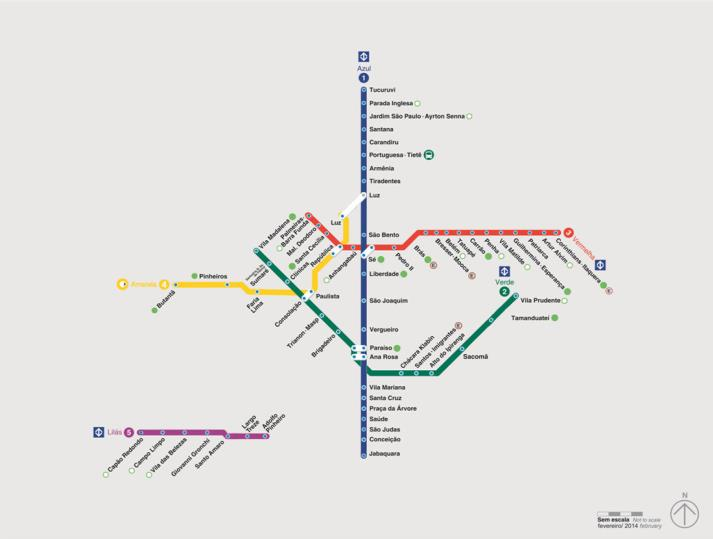 Azul
1
Tucuruvi
Parada Inglesa
Jardim São Paulo - Ayrton Senna
Santana
Carandiru
Portuguesa - Tietê
Armênia
Tiradentes
Luz
Luz
São Bento
Sé
Liberdade
São Joaquim
Vergueiro
Paraíso
Ana Rosa
Vila Mariana
Santa Cruz
Praça da Árvore
Saúde
São Judas
Conceição
Jabaquara
Palmeiras-
Barra Funda
Mal. Deodoro
Santa Cecília
República
Anhangabaú
Pedro II
Brás
Bresser - Mooca
Belém
Tatuapé
Carrão
Penha
Vila Matilde
Guilhermina - Esperança
Patriarca
Artur Alvim
Corinthians - Itaquera
3
Vermelha
Vila Madalena
Sumaré
Clínicas
Consolação
Trianon - Masp
Brigadeiro
Chácara Klabin
Santos - Imigrantes
Alto do Ipiranga
Sacomã
Tamanduateí
Vila Prudente
Verde
2
Amarela 4
Butantã
Pinheiros
Faria
Lima
Paulista
Lilás 5
Capão Redondo
Campo Limpo
Vila das Belezas
Giovanni Gronchi
Santo Amaro
Largo
Treze
Adolfo
Pinheiro
N
Sem escala Not to scale
fevereiro/ 2014 february